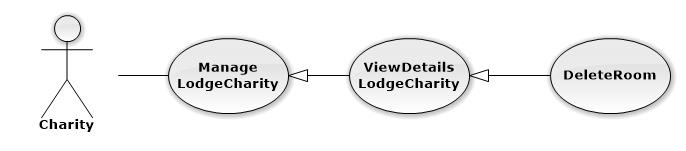 Charity
Manage
LodgeCharity
ViewDetails
LodgeCharity
DeleteRoom